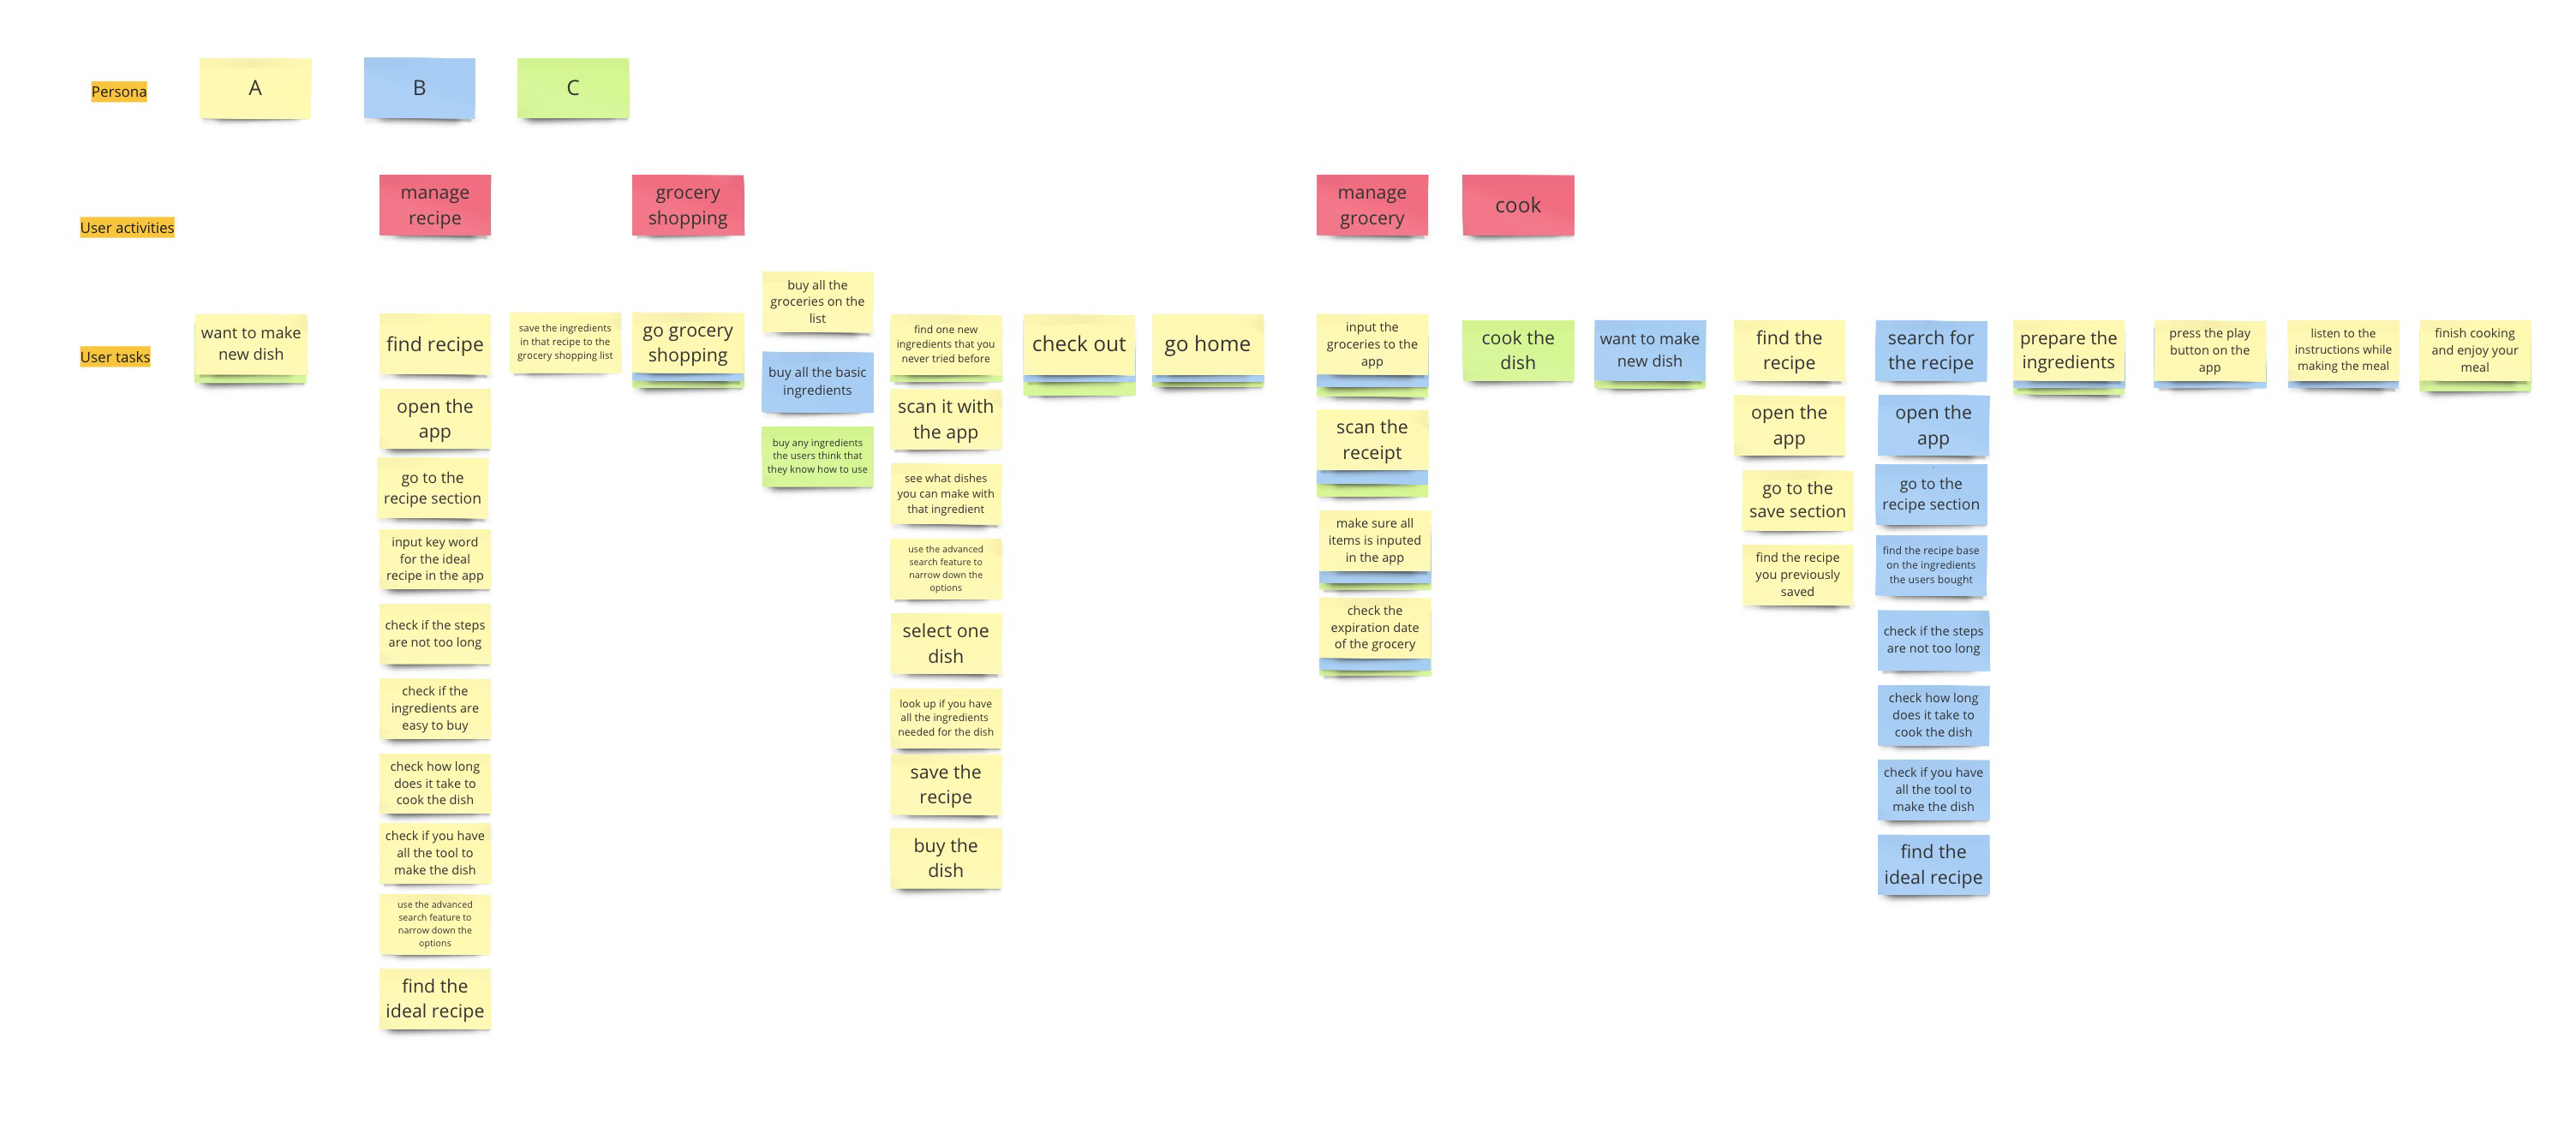 Persona
A
B
C
User activities
manage
recipe
grocery
shopping
manage
grocery
cook
User tasks
want to make
new dish
find recipe
open the
app
go to the
recipe section
input key word
for the ideal
recipe in the app
check if the steps
are not too long
check if the
ingredients are
easy to buy
check how long
does it take to
cook the dish
check if you have
all the tool to
make the dish
use the advanced
search feature to
narrow down the
options
find the
ideal recipe
save the ingredients
in that recipe to the
grocery shopping list
go grocery
shopping
buy all the
groceries on the
list
buy all the basic
ingredients
buy any ingredients
the users think that
they know how to use
find one new
ingredients that you
never tried before
scan it with
the app
see what dishes
you can make with
that ingredient
use the advanced
search feature to
narrow down the
options
select one
dish
look up if you have
all the ingredients
needed for the dish
save the
recipe
buy the
dish
check out
go home
input the
groceries to the
app
scan the
receipt
make sure all
items is inputed
in the app
check the
expiration date
of the grocery
cook the
dish
want to make
new dish
find the
recipe
open the
app
go to the
save section
find the recipe
you previously
saved
search for
the recipe
open the
app
go to the
recipe section
find the recipe base
on the ingredients
the users bought
check if the steps
are not too long
check how long
does it take to
cook the dish
check if you have
all the tool to
make the dish
find the
ideal recipe
prepare the
ingredients
press the play
button on the
app
listen to the
instructions while
making the meal
finish cooking
and enjoy your
meal